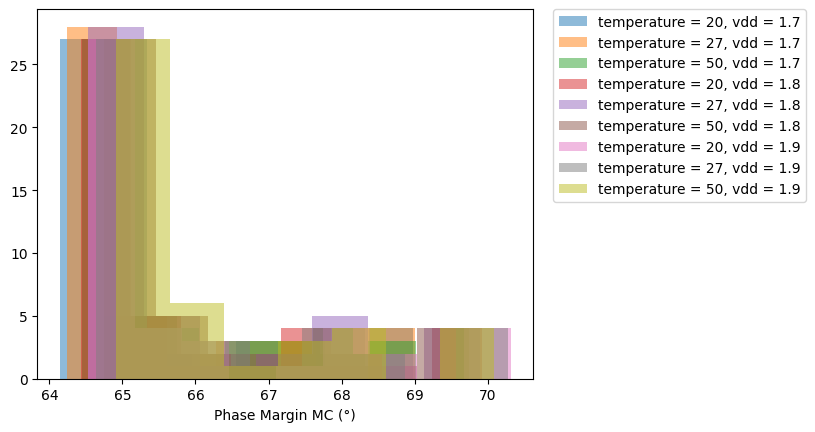 temperature = 20, vdd = 1.7
temperature = 27, vdd = 1.7
temperature = 50, vdd = 1.7
temperature = 20, vdd = 1.8
temperature = 27, vdd = 1.8
temperature = 50, vdd = 1.8
temperature = 20, vdd = 1.9
temperature = 27, vdd = 1.9
temperature = 50, vdd = 1.9
25
20
15
10
5
0
64 65 66 67 68 69 70
Phase Margin MC (°)